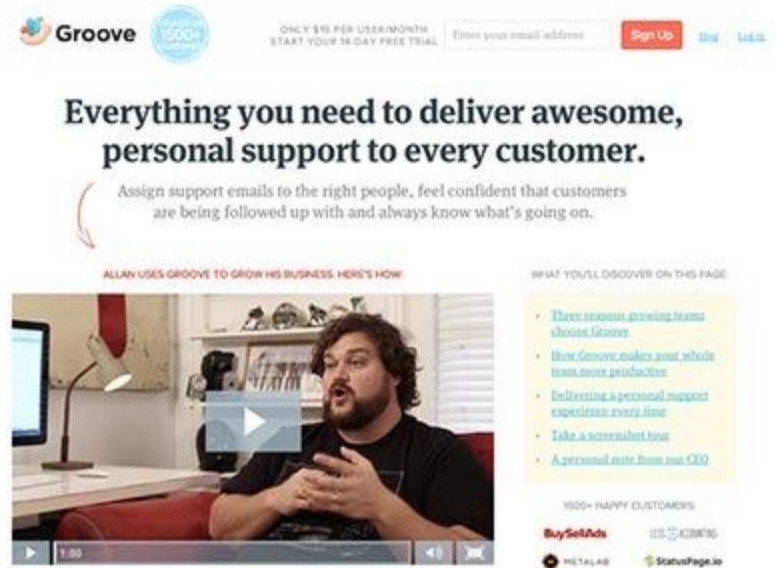 Groove
1500+
ONLY $15 PER USER/MONTH
START YOUR 14 DAY FREE TRIAL
Enter your email address
Sign Up
Blog
Log In
Everything you need to deliver awesome,
personal support to every customer.
Assign support emails to the right people, feel confident that customers
are being followed up with and always know what's going on.
ALLAN USES GROOVE TO GROW HIS BUSINESS. HERE'S HOW
WHAT YOU'LL DISCOVER ON THIS PAGE
Three reasons growing teams
choose Groove
How Groove makes your whole
team more productive
Delivering a personal support
experience every time
Take a screenshot tour
A personal note from our CEO
1:00
1500+ HAPPY CUSTOMERS
BuySellAds
METALAB
StatusPage.io